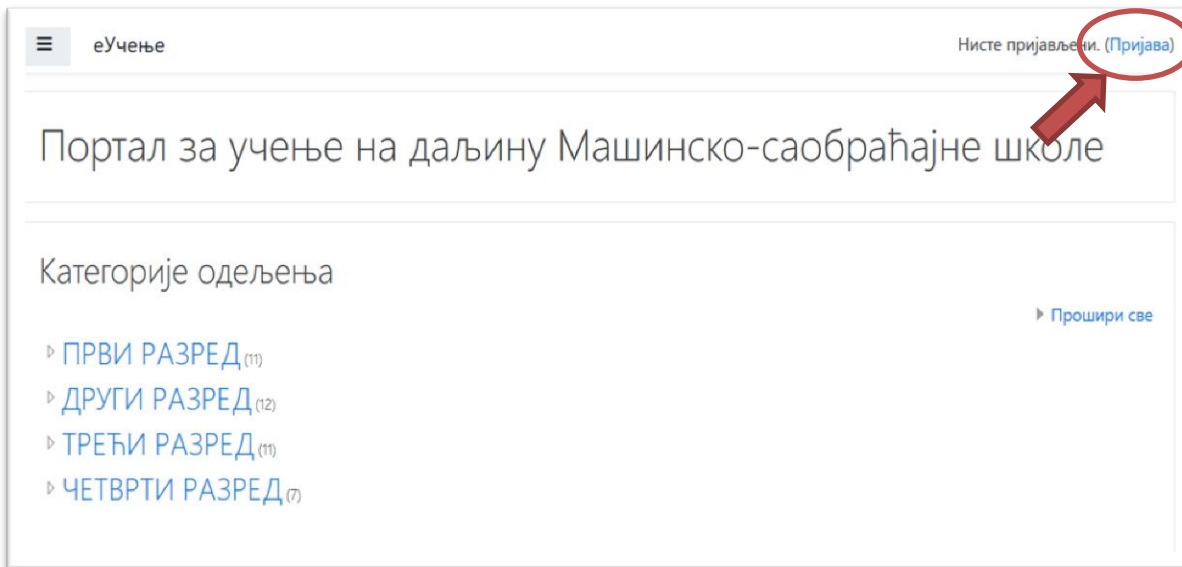 еУчење
Нисте пријављени. (Пријава)
Портал за учење на даљину Машинско-саобраћајне школе
Категорије одељења
Прошири све
ПРВИ РАЗРЕД (11)
ДРУГИ РАЗРЕД (12)
ТРЕЋИ РАЗРЕД (11)
ЧЕТВРТИ РАЗРЕД (7)